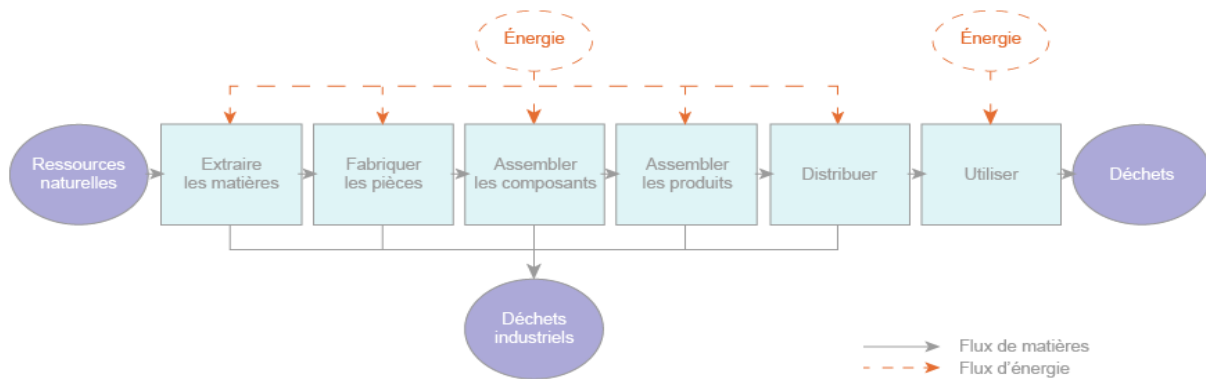 Énergie
Énergie
Ressources
naturelles
Extraire
les matières
Fabriquer
les pièces
Assembler
les composants
Assembler
les produits
Distribuer
Utiliser
Déchets
Déchets
industriels
Flux de matières
Flux d'énergie